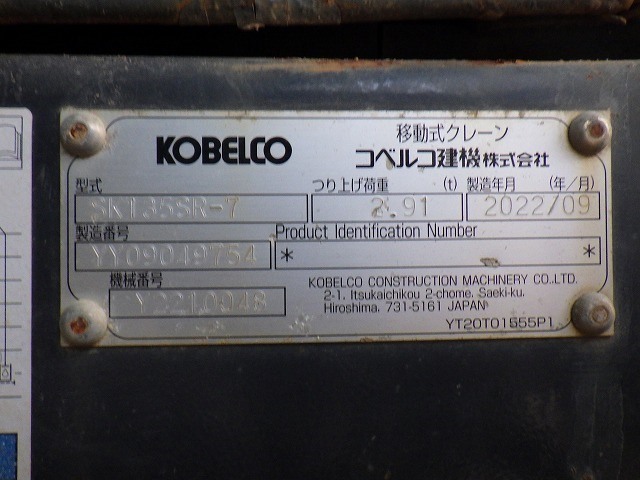 KOBELCO
移動式クレーン
コベルコ建機株式会社
型式
つり上げ荷重 (t)
製造年月 (年/月)
SK135SR-7
2.91
2022/09
製造番号
Product Identification Number
YY09049754
* *
機械番号
KOBELCO CONSTRUCTION MACHINERY CO.,LTD.
2-1. Itsukaichikou 2-chome. Saeki-ku.
Hiroshima. 731-5161 JAPAN
YT20T01555P1